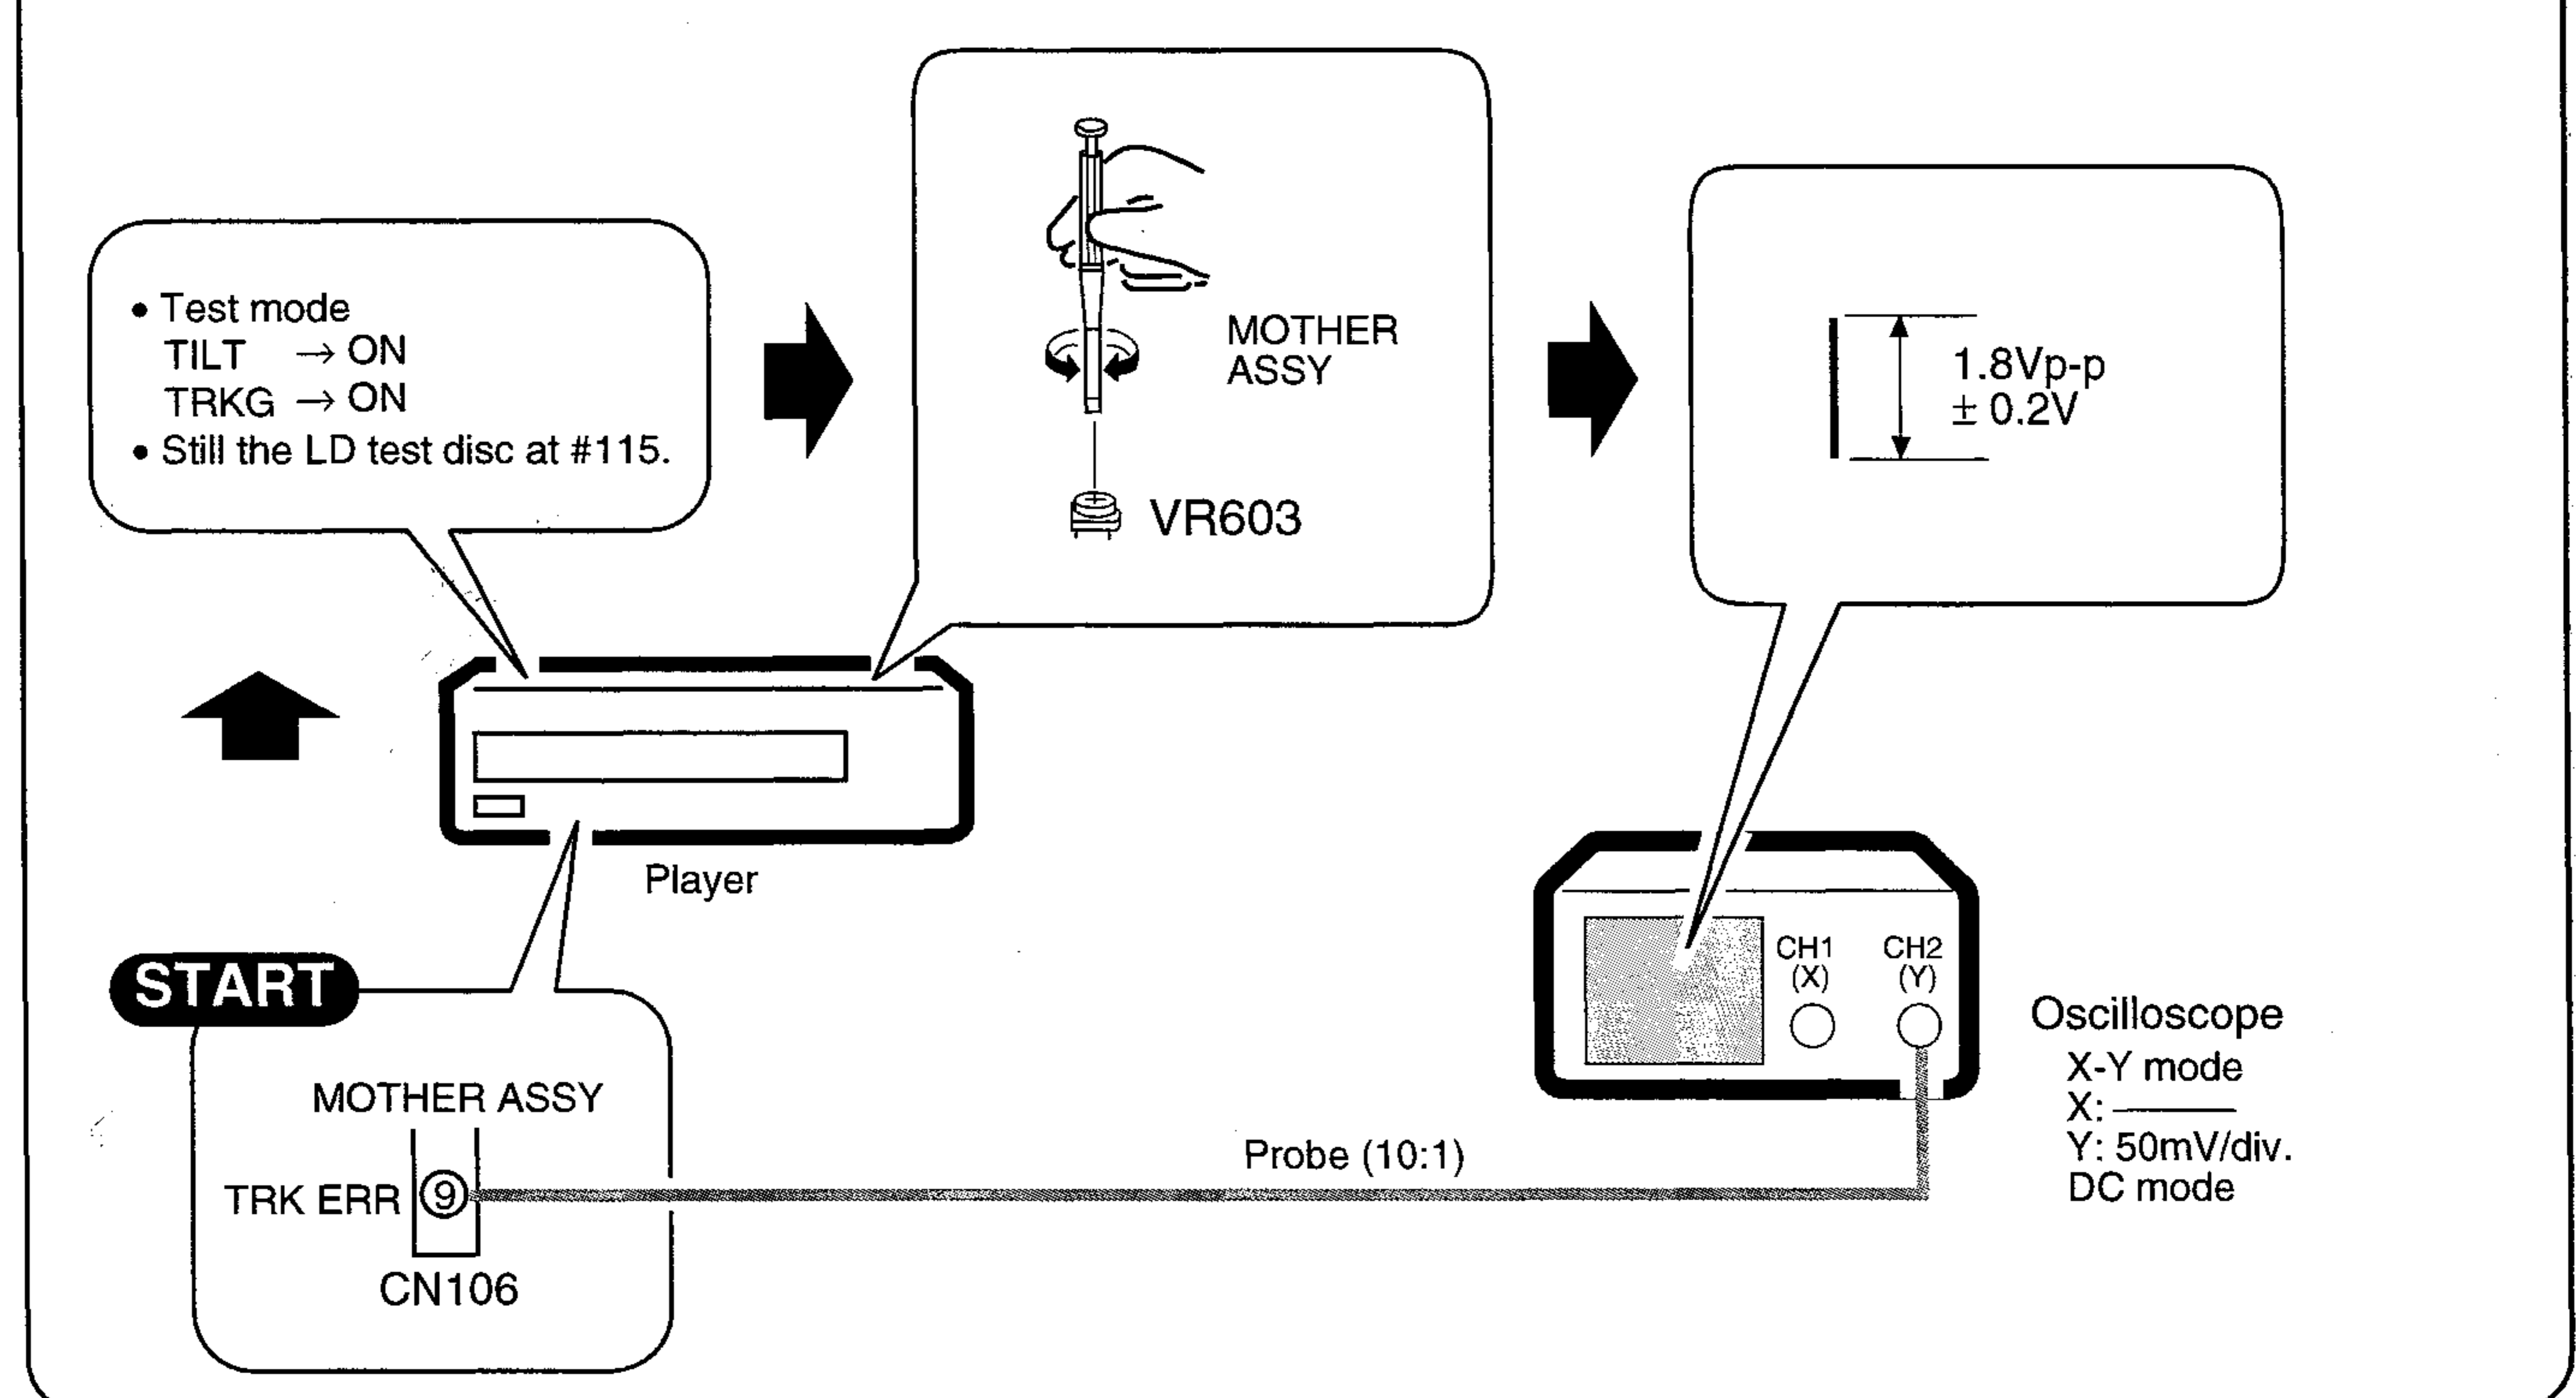 • Test mode
TILT → ON
TRKG → ON
• Still the LD test disc at #115.
MOTHER
ASSY
VR603
1.8Vp-p
± 0.2V
Player
START
MOTHER ASSY
TRK ERR
9
CN106
Probe (10:1)
CH1
(X)
CH2
(Y)
Oscilloscope
X-Y mode
X: ———
Y: 50mV/div.
DC mode